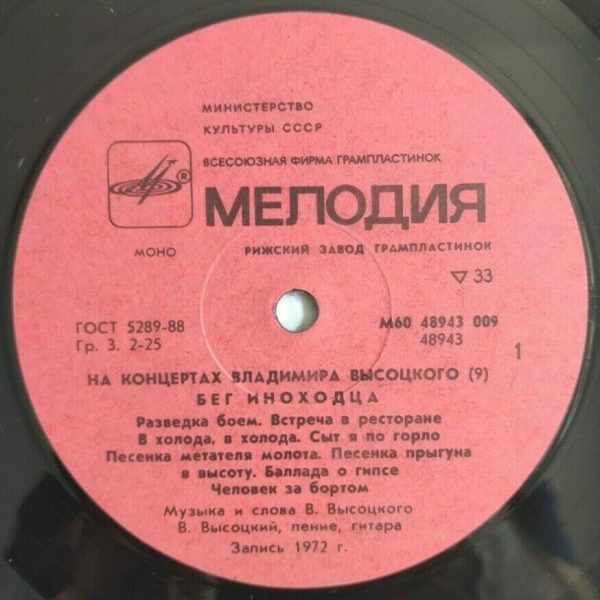 МИНИСТЕРСТВО
КУЛЬТУРЫ СССР
ВСЕСОЮЗНАЯ ФИРМА ГРАМПЛАСТИНОК
®
МЕЛОДИЯ
МОНО
РИЖСКИЙ ЗАВОД ГРАМПЛАСТИНОК
▽ 33
ГОСТ 5289-88
Гр. 3. 2-25
М60 48943 009
48943
1
НА КОНЦЕРТАХ ВЛАДИМИРА ВЫСОЦКОГО (9)
БЕГ ИНОХОДЦА
Разведка боем. Встреча в ресторане
В холода, в холода. Сыт я по горло
Песенка метателя молота. Песенка прыгуна
в высоту. Баллада о гипсе
Человек за бортом
Музыка и слова В. Высоцкого
В. Высоцкий, пение, гитара
Запись 1972 г.